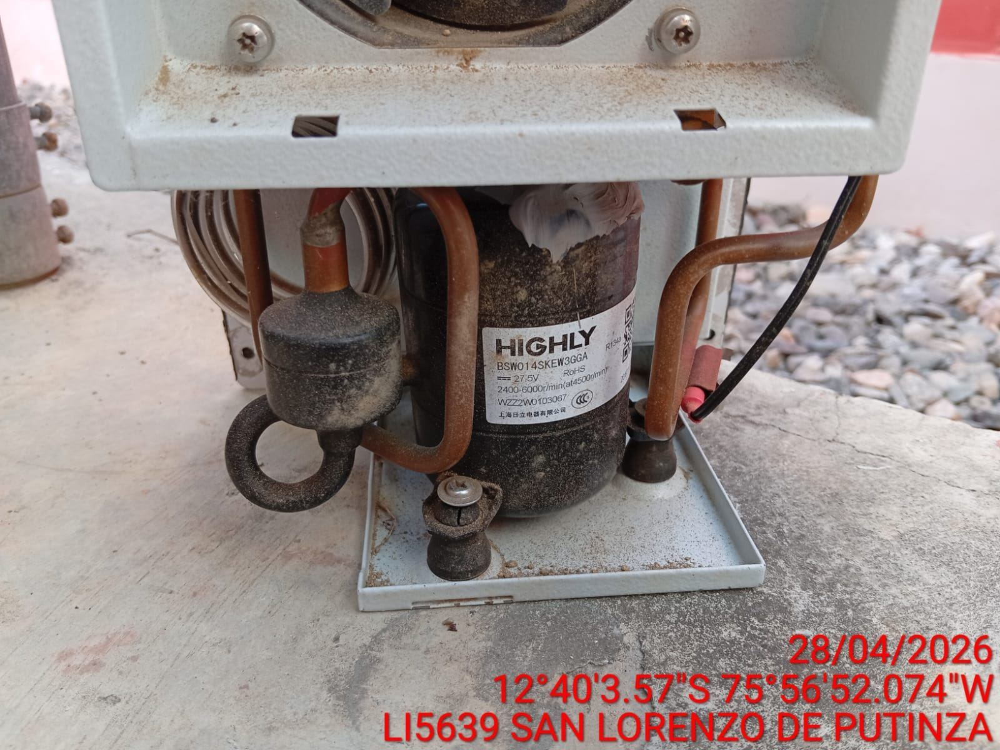 HIGHLY
R134a
BSW014SKEW3GGA
27.5V RoHS
2400-6000r/min(at4500r/min)
WZZ2W0103067
上海日立电器有限公司
28/04/2026
12°40'3.57"S 75°56'52.074"W
LI5639 SAN LORENZO DE PUTINZA